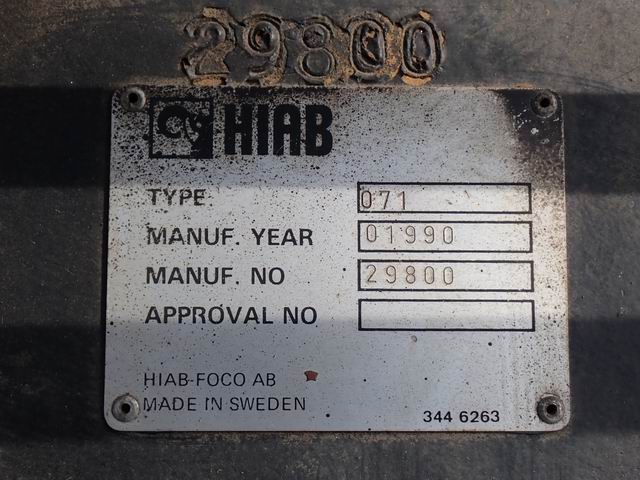 29800
HIAB
TYPE 071
MANUF. YEAR 01990
MANUF. NO 29800
APPROVAL NO
HIAB-FOCO AB
MADE IN SWEDEN 344 6263